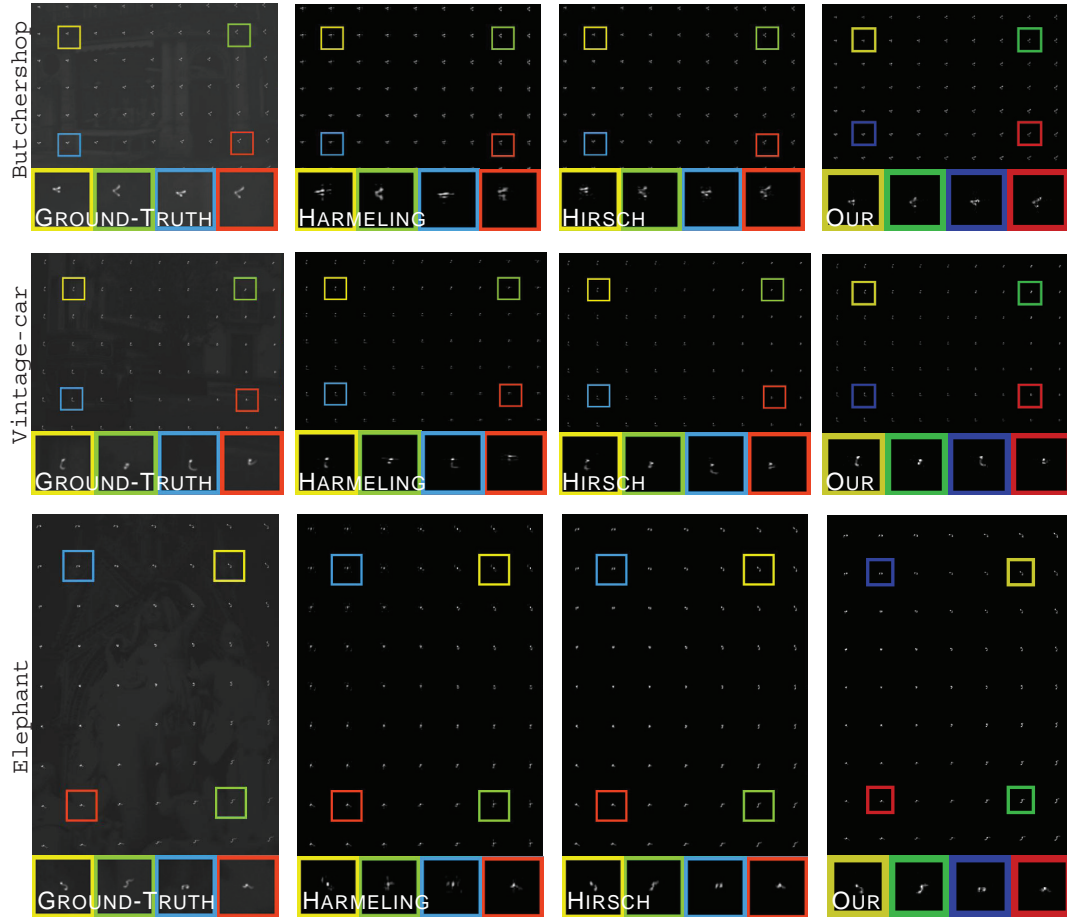 Butchershop
GROUND-TRUTH
HARMELING
HIRSCH
OUR
Vintage-car
GROUND-TRUTH
HARMELING
HIRSCH
OUR
Elephant
GROUND-TRUTH
HARMELING
HIRSCH
OUR